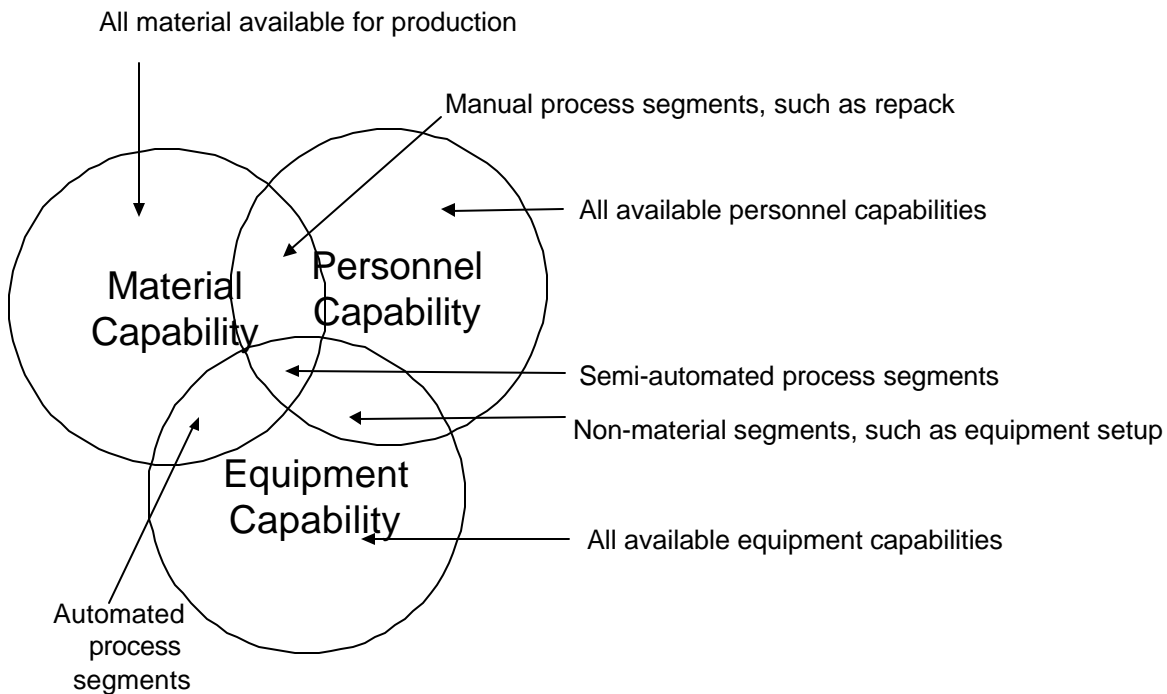 All material available for production
Manual process segments, such as repack
All available personnel capabilities
Personnel
Capability
Material
Capability
Semi-automated process segments
Non-material segments, such as equipment setup
Equipment
Capability
All available equipment capabilities
Automated
process
segments